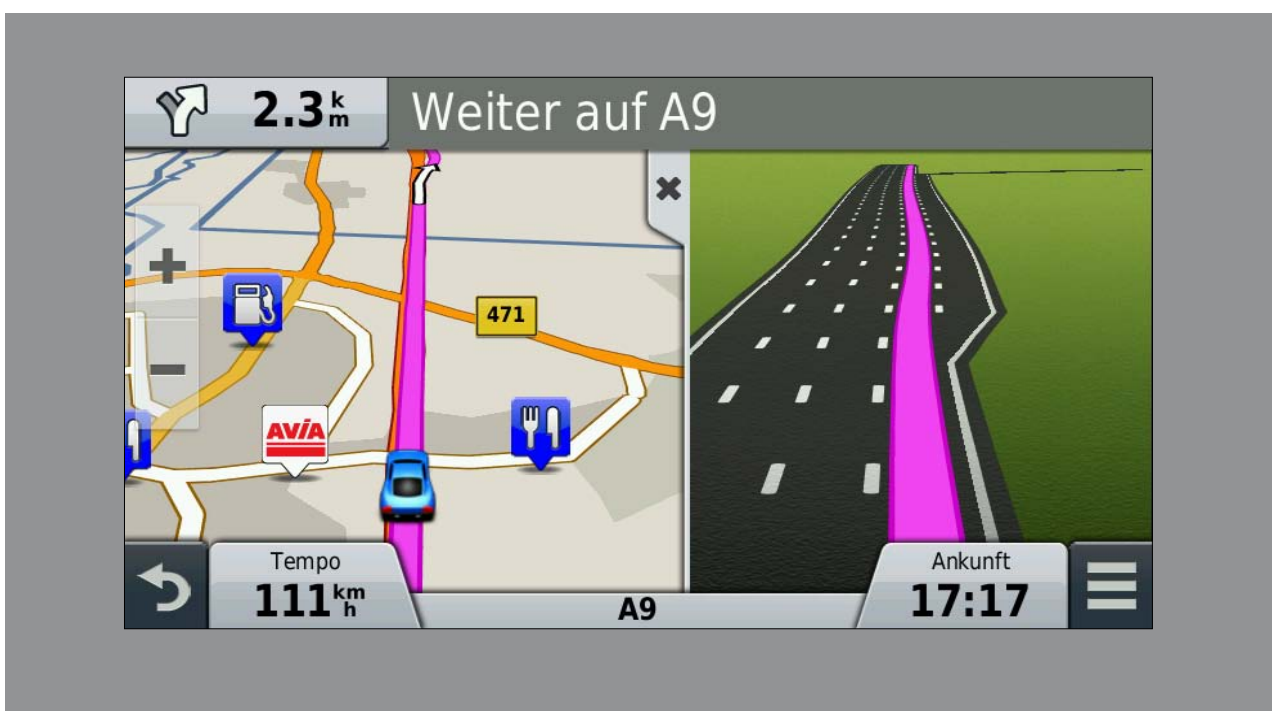 2.3 km
Weiter auf A9
471
AVIA
Tempo
111 km/h
A9
Ankunft
17:17